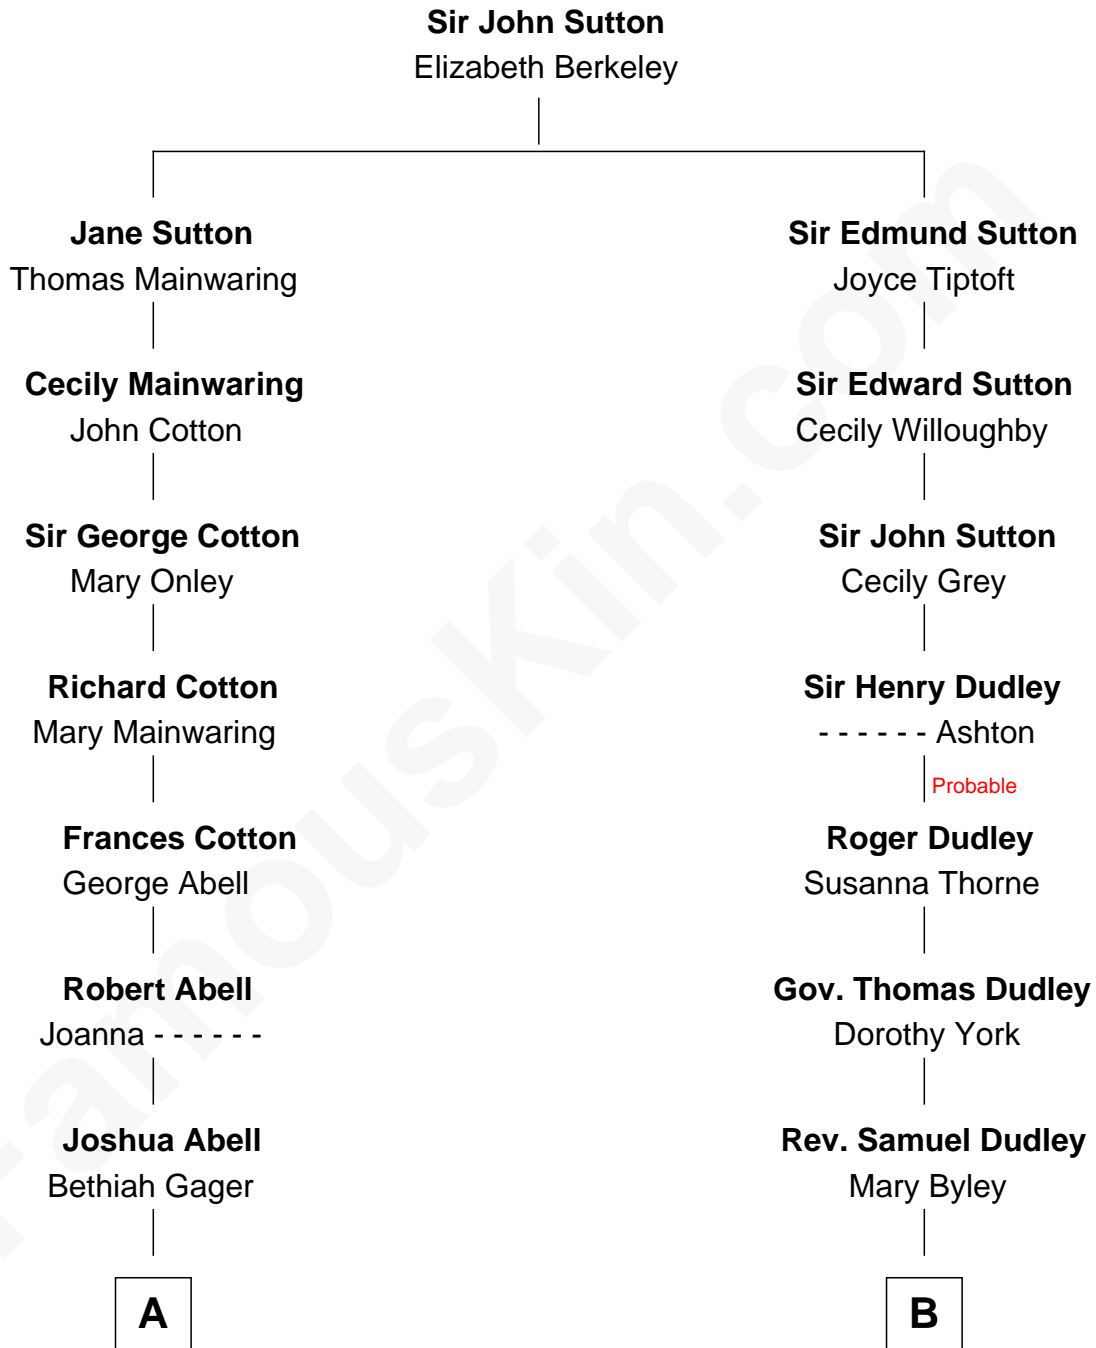 Sir John Sutton
Elizabeth Berkeley
Jane Sutton
Thomas Mainwaring
Cecily Mainwaring
John Cotton
Sir George Cotton
Mary Onley
Richard Cotton
Mary Mainwaring
Frances Cotton
George Abell
Robert Abell
Joanna - - - - - -
Joshua Abell
Bethiah Gager
A
Sir Edmund Sutton
Joyce Tiptoft
Sir Edward Sutton
Cecily Willoughby
Sir John Sutton
Cecily Grey
Sir Henry Dudley
- - - - - - Ashton
Probable
Roger Dudley
Susanna Thorne
Gov. Thomas Dudley
Dorothy York
Rev. Samuel Dudley
Mary Byley
B
FamousKin.com